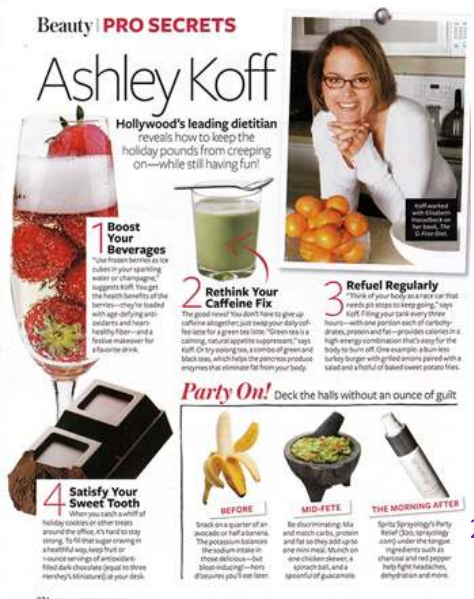 Beauty | PRO SECRETS
Ashley Koff
Hollywood's leading dietitian
reveals how to keep the
holiday pounds from creeping
on—while still having fun!
Koff worked
with Elisabeth
Hasselbeck on
her book, The
G-Free Diet.
1 Boost
Your
Beverages
"Use frozen berries as ice
cubes in your sparkling
water or champagne,"
suggests Koff. You get
the health benefits of the
berries—they're loaded
with age-defying anti-
oxidants and heart-
healthy fiber—and a
festive makeover for
a favorite drink.
2 Rethink Your
Caffeine Fix
The good news? You don't have to give up
caffeine altogether; just swap your daily cof-
fee latte for a green tea latte. "Green tea is a
calming, natural appetite suppressant," says
Koff. Or try oolong tea, a combo of green and
black teas, which helps the pancreas produce
enzymes that eliminate fat from your body.
3 Refuel Regularly
"Think of your body as a race car that
needs pit stops to keep going," says
Koff. Filling your tank every three
hours—with one portion each of carbohy-
drates, protein and fat—provides calories in a
high-energy combination that's easy for the
body to burn off. One example: a bun-less
turkey burger with grilled onions paired with a
salad and a fistful of baked sweet potato fries.
4 Satisfy Your
Sweet Tooth
When you catch a whiff of
holiday cookies or other treats
around the office, it's hard to stay
strong. To fill that sugar craving in
a healthful way, keep fruit or
1-ounce servings of antioxidant-
filled dark chocolate (equal to three
Hershey's Miniatures) at your desk.
Party On! Deck the halls without an ounce of guilt
BEFORE
Snack on a quarter of an
avocado or half a banana.
The potassium balances
the sodium intake in
those delicious—but
bloat-inducing!—hors
d'oeuvres you'll eat later.
MID-FETE
Be discriminating: Mix
and match carbs, protein
and fat so they add up to
one mini meal. Munch on
one chicken skewer, a
spinach ball, and a
spoonful of guacamole.
THE MORNING AFTER
Spritz Sprayology's Party
Relief ($20; sprayology
.com) under the tongue.
Ingredients such as
charcoal and red pepper
help fight headaches,
dehydration and more.